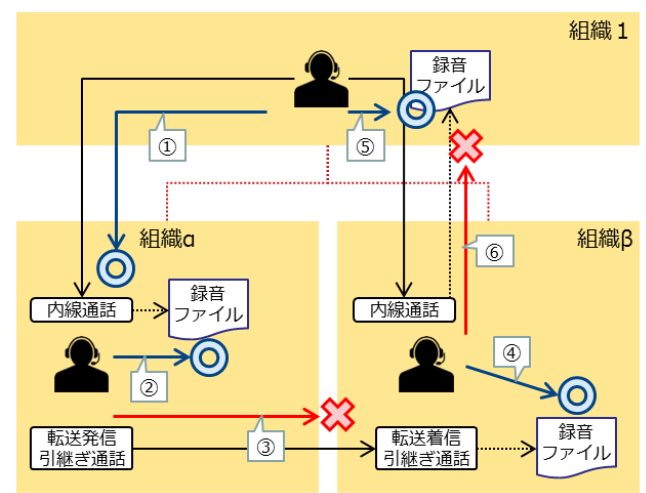 組織１
録音
ファイル
①
⑤
組織α
組織β
⑥
内線通話
録音
ファイル
内線通話
②
④
③
転送発信
引継ぎ通話
転送着信
引継ぎ通話
録音
ファイル